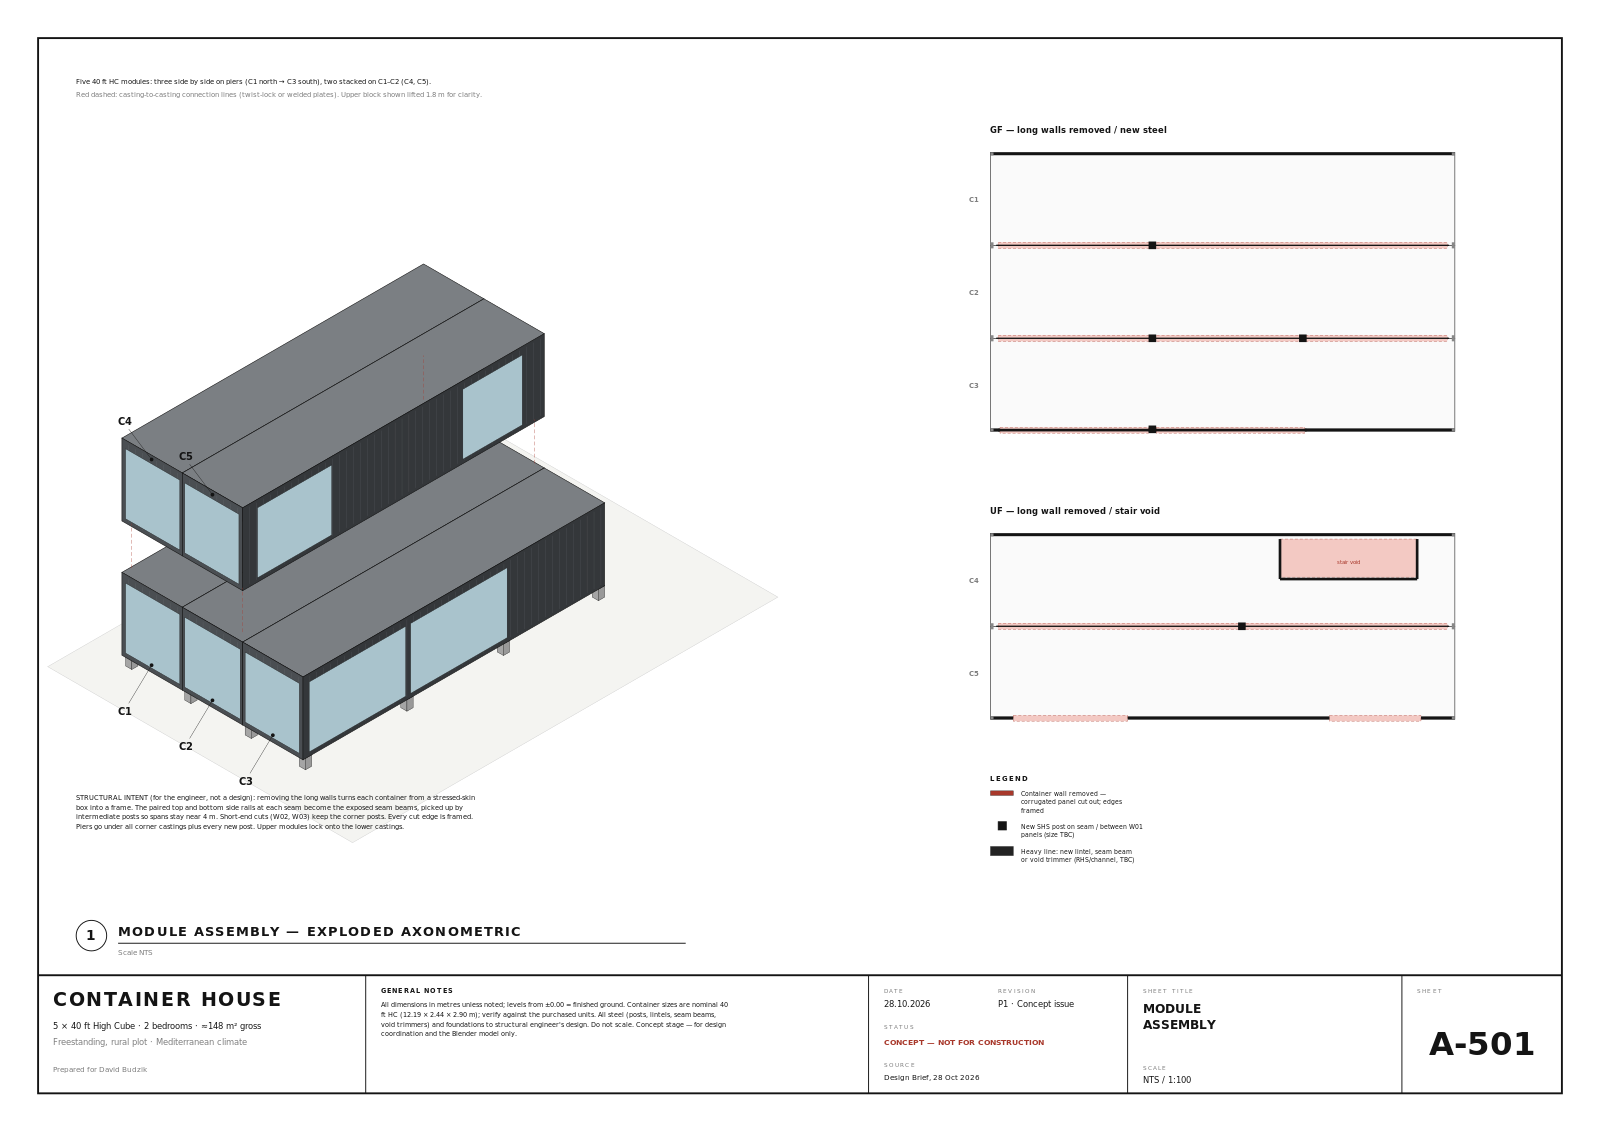 Five 40 ft HC modules: three side by side on piers (C1 north → C3 south), two stacked on C1-C2 (C4, C5).
Red dashed: casting-to-casting connection lines (twist-lock or welded plates). Upper block shown lifted 1.8 m for clarity.
C4
C5
C1
C2
C3
STRUCTURAL INTENT (for the engineer, not a design): removing the long walls turns each container from a stressed-skin
box into a frame. The paired top and bottom side rails at each seam become the exposed seam beams, picked up by
intermediate posts so spans stay near 4 m. Short-end cuts (W02, W03) keep the corner posts. Every cut edge is framed.
Piers go under all corner castings plus every new post. Upper modules lock onto the lower castings.
GF — long walls removed / new steel
C1
C2
C3
UF — long wall removed / stair void
stair void
C4
C5
LEGEND
Container wall removed —
corrugated panel cut out; edges
framed
New SHS post on seam / between W01
panels (size TBC)
Heavy line: new lintel, seam beam
or void trimmer (RHS/channel, TBC)
1
MODULE ASSEMBLY — EXPLODED AXONOMETRIC
Scale NTS
CONTAINER HOUSE
5 × 40 ft High Cube · 2 bedrooms · ≈148 m² gross
Freestanding, rural plot · Mediterranean climate
Prepared for David Budzik
GENERAL NOTES
All dimensions in metres unless noted; levels from ±0.00 = finished ground. Container sizes are nominal 40
ft HC (12.19 × 2.44 × 2.90 m); verify against the purchased units. All steel (posts, lintels, seam beams,
void trimmers) and foundations to structural engineer's design. Do not scale. Concept stage — for design
coordination and the Blender model only.
DATE
28.10.2026
REVISION
P1 · Concept issue
STATUS
CONCEPT — NOT FOR CONSTRUCTION
SOURCE
Design Brief, 28 Oct 2026
SHEET TITLE
MODULE
ASSEMBLY
SCALE
NTS / 1:100
SHEET
A-501